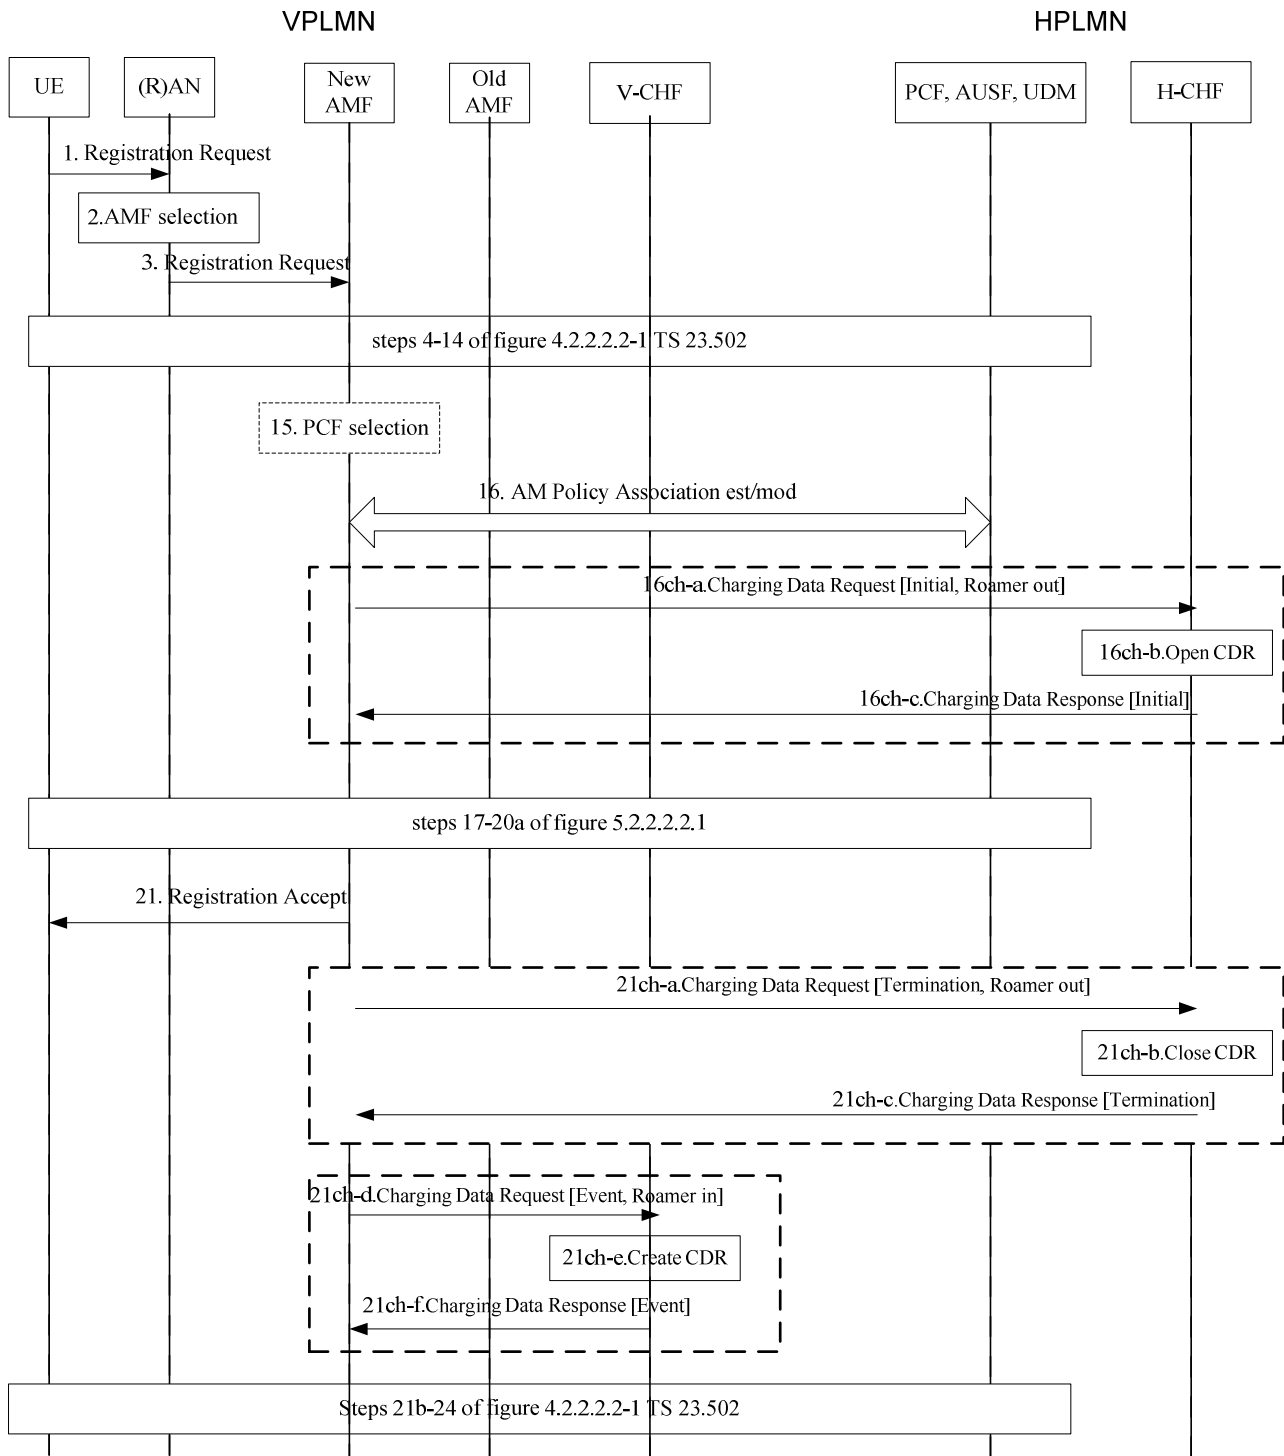 VPLMN
HPLMN
UE
(R)AN
New
AMF
Old
AMF
V-CHF
PCF, AUSF, UDM
H-CHF
1. Registration Request
2.AMF selection
3. Registration Request
steps 4-14 of figure 4.2.2.2.2-1 TS 23.502
15. PCF selection
16. AM Policy Association est/mod
16ch-a.Charging Data Request [Initial, Roamer out]
16ch-b.Open CDR
16ch-c.Charging Data Response [Initial]
steps 17-20a of figure 5.2.2.2.2.1
21. Registration Accept
21ch-a.Charging Data Request [Termination, Roamer out]
21ch-b.Close CDR
21ch-c.Charging Data Response [Termination]
21ch-d.Charging Data Request [Event, Roamer in]
21ch-e.Create CDR
21ch-f.Charging Data Response [Event]
Steps 21b-24 of figure 4.2.2.2.2-1 TS 23.502